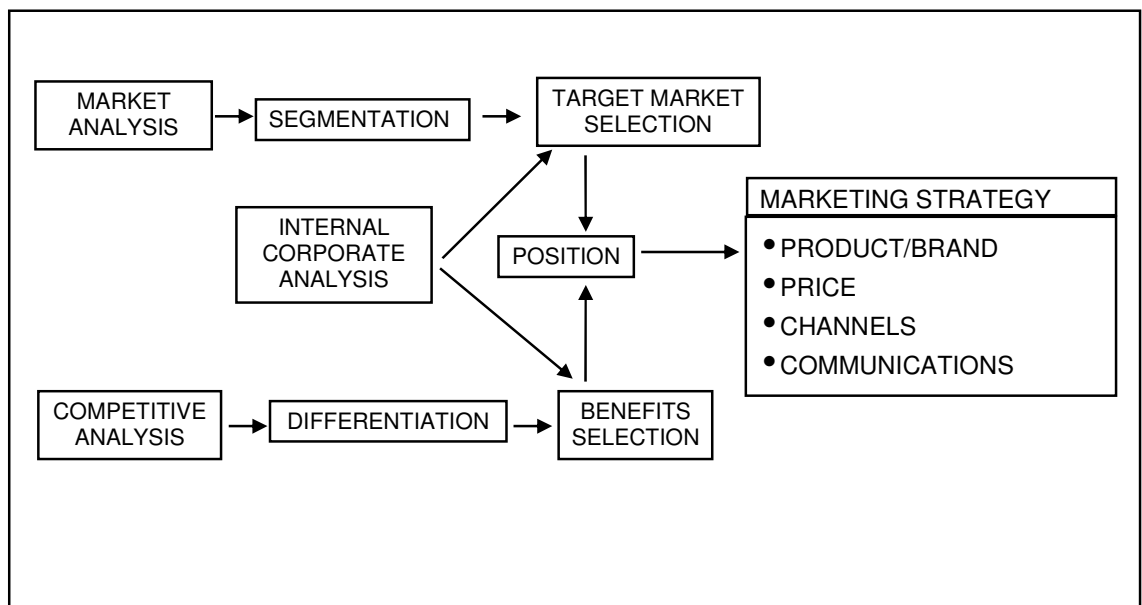 MARKET
ANALYSIS
SEGMENTATION
TARGET MARKET
SELECTION
INTERNAL
CORPORATE
ANALYSIS
POSITION
MARKETING STRATEGY
• PRODUCT/BRAND
• PRICE
• CHANNELS
• COMMUNICATIONS
COMPETITIVE
ANALYSIS
DIFFERENTIATION
BENEFITS
SELECTION